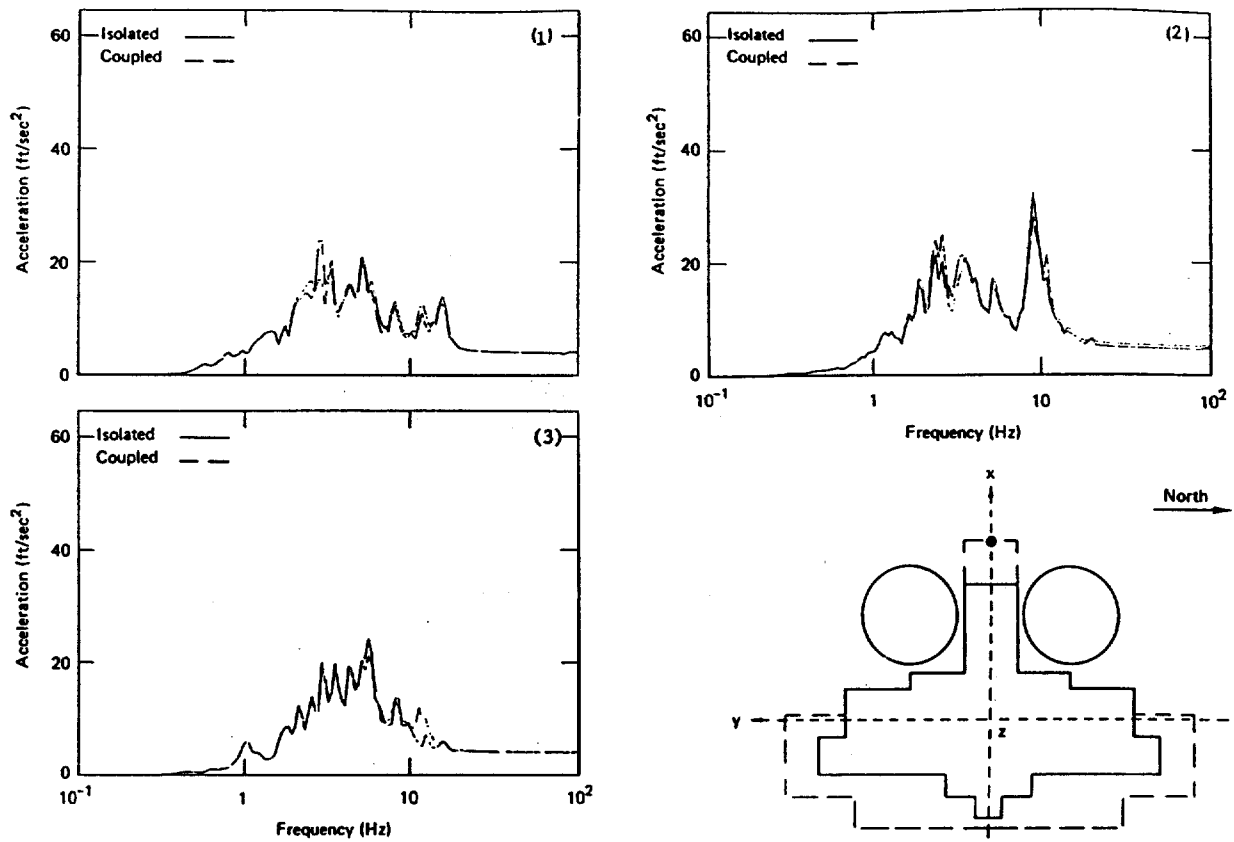 60
Isolated
(1)
Coupled
40
20
0
Acceleration (ft/sec²)
60
Isolated
(2)
Coupled
40
20
0
10⁻¹
1
10
10²
Acceleration (ft/sec²)
Frequency (Hz)
60
Isolated
(3)
Coupled
40
20
0
10⁻¹
1
10
10²
Acceleration (ft/sec²)
Frequency (Hz)
x
North
y
z